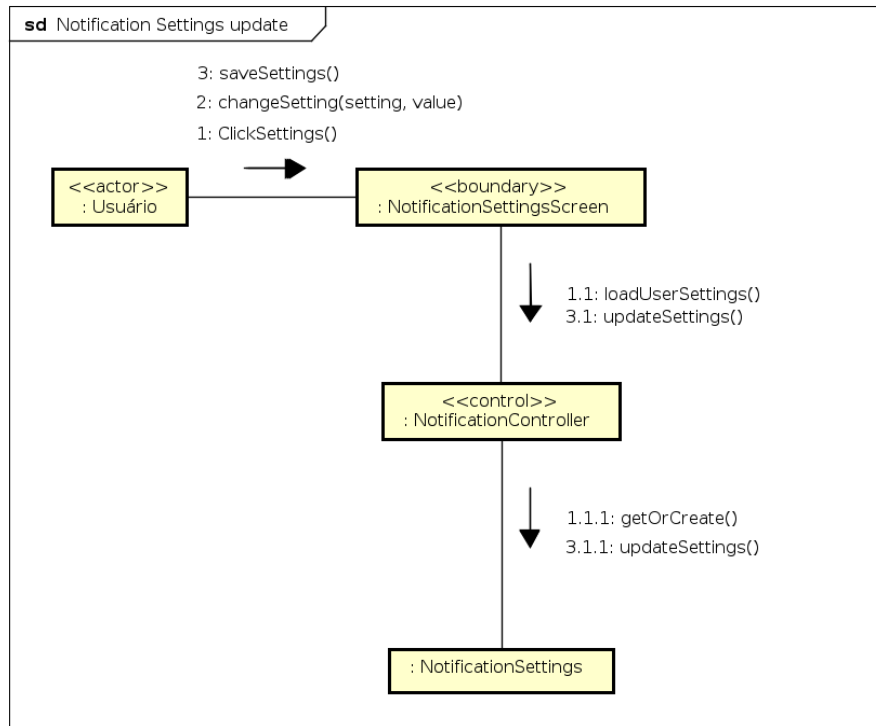 sd Notification Settings update
3: saveSettings()
2: changeSetting(setting, value)
1: ClickSettings()
<<actor>>
: Usuário
<<boundary>>
: NotificationSettingsScreen
1.1: loadUserSettings()
3.1: updateSettings()
<<control>>
: NotificationController
1.1.1: getOrCreate()
3.1.1: updateSettings()
: NotificationSettings